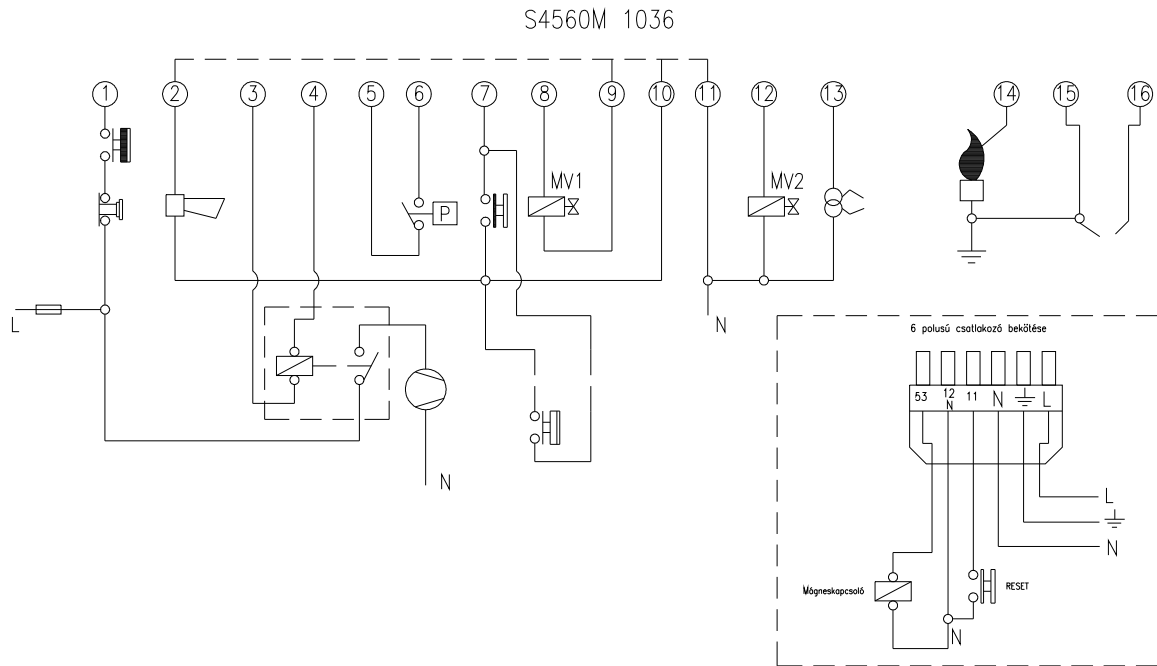 S4560M 1036
1 2 3 4 5 6 7 8 9 10 11 12 13 14 15 16
MV1
MV2
P
L
N
N
6 polusú csatlakozó bekötése
53 12 11 N L
N
L
N
Mágneskapcsoló
RESET
N